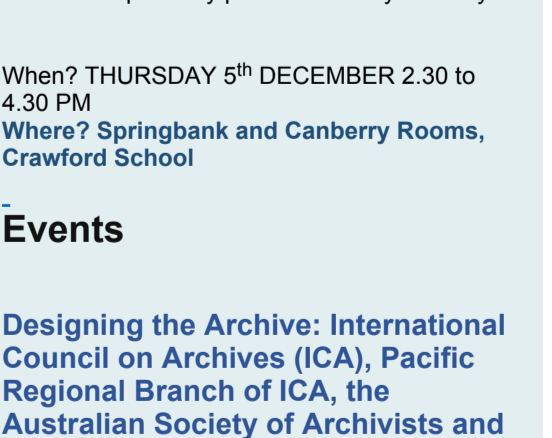 When? THURSDAY 5th DECEMBER 2.30 to
4.30 PM
Where? Springbank and Canberry Rooms,
Crawford School
Events
Designing the Archive: International
Council on Archives (ICA), Pacific
Regional Branch of ICA, the
Australian Society of Archivists and